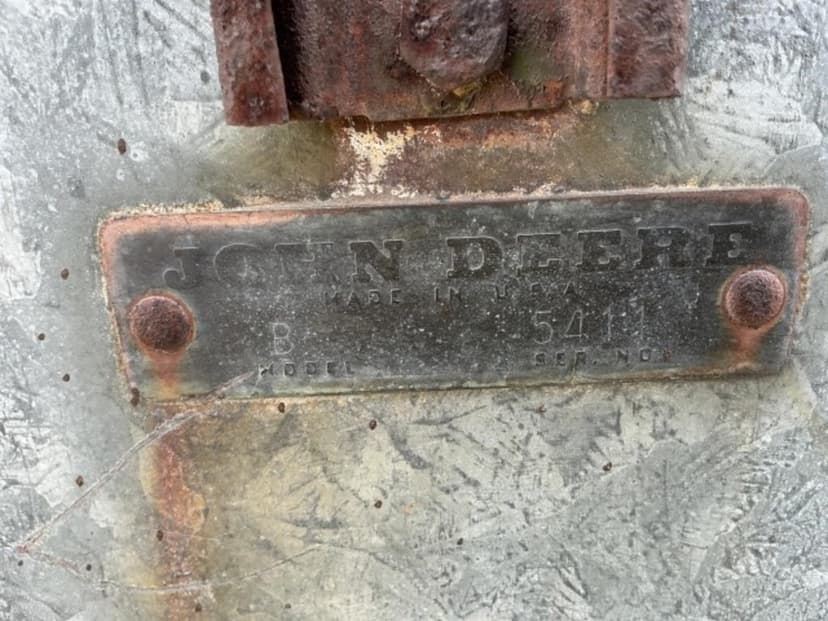 JOHN DEERE
MADE IN U.S.A.
B 5411
MODEL SER. NO.